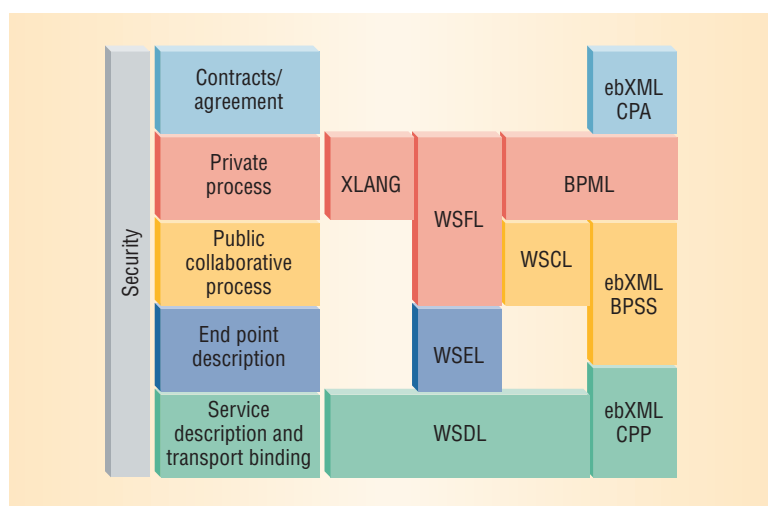 Security
Contracts/
agreement
ebXML
CPA
Private
process
XLANG
WSFL
BPML
Public
collaborative
process
WSCL
ebXML
BPSS
End point
description
WSEL
Service
description and
transport binding
WSDL
ebXML
CPP